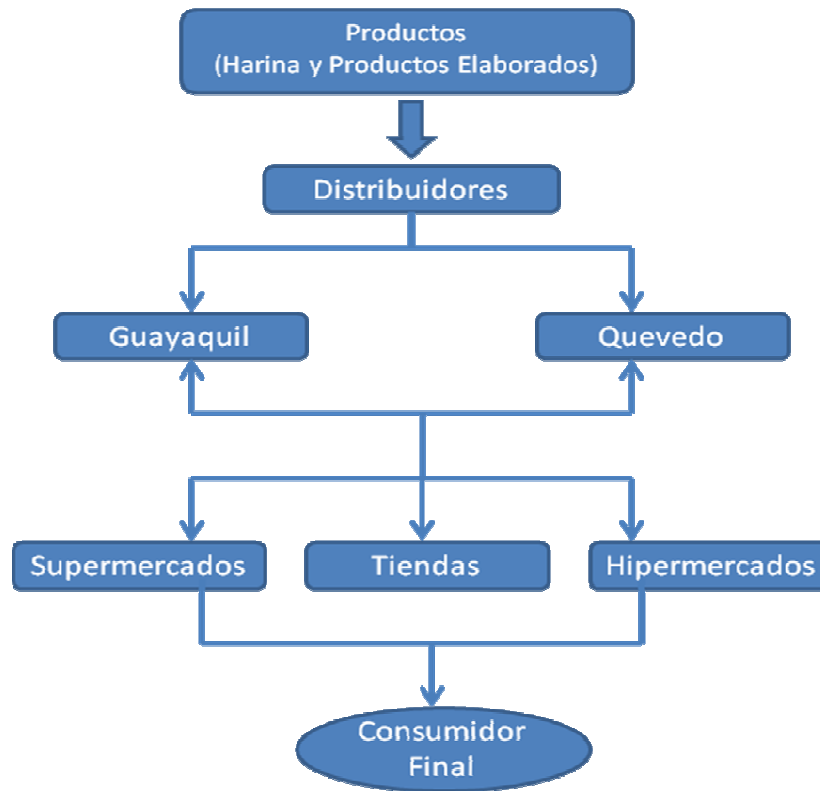 Productos
(Harina y Productos Elaborados)
Distribuidores
Guayaquil
Quevedo
Supermercados
Tiendas
Hipermercados
Consumidor
Final